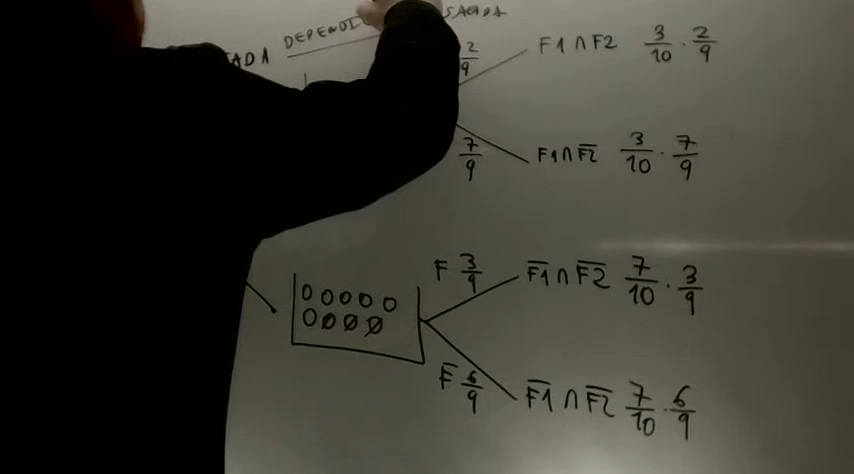 DEPENDI
F1 ∩ F2 3/10 · 2/9
2/9
7/9
F1 ∩ F̅2̅ 3/10 · 7/9
F 3/9
F̅1̅ ∩ F̅2̅ 7/10 · 3/9
F̅ 6/9
F̅1̅ ∩ F̅2̅ 7/10 · 6/9